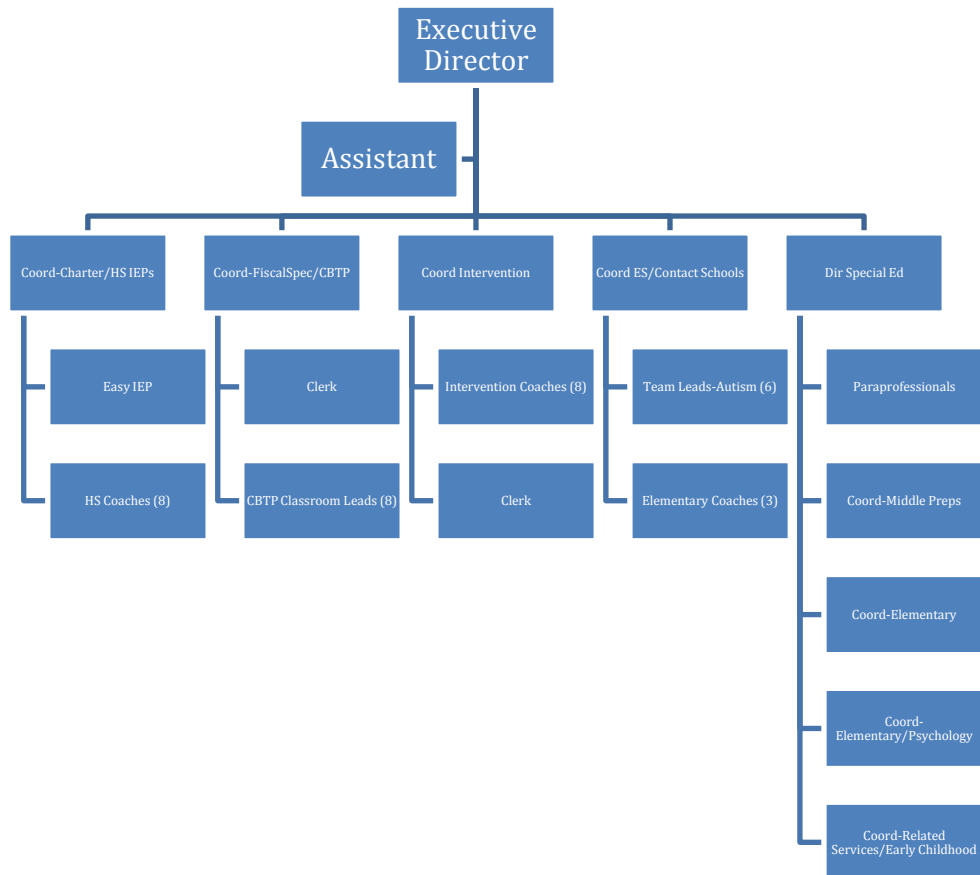 Executive
Director
Assistant
Coord-Charter/HS IEPs
Coord-FiscalSpec/CBTP
Coord Intervention
Coord ES/Contact Schools
Dir Special Ed
Easy IEP
Clerk
Intervention Coaches (8)
Team Leads-Autism (6)
Paraprofessionals
HS Coaches (8)
CBTP Classroom Leads (8)
Clerk
Elementary Coaches (3)
Coord-Middle Preps
Coord-Elementary
Coord-
Elementary/Psychology
Coord-Related
Services/Early Childhood